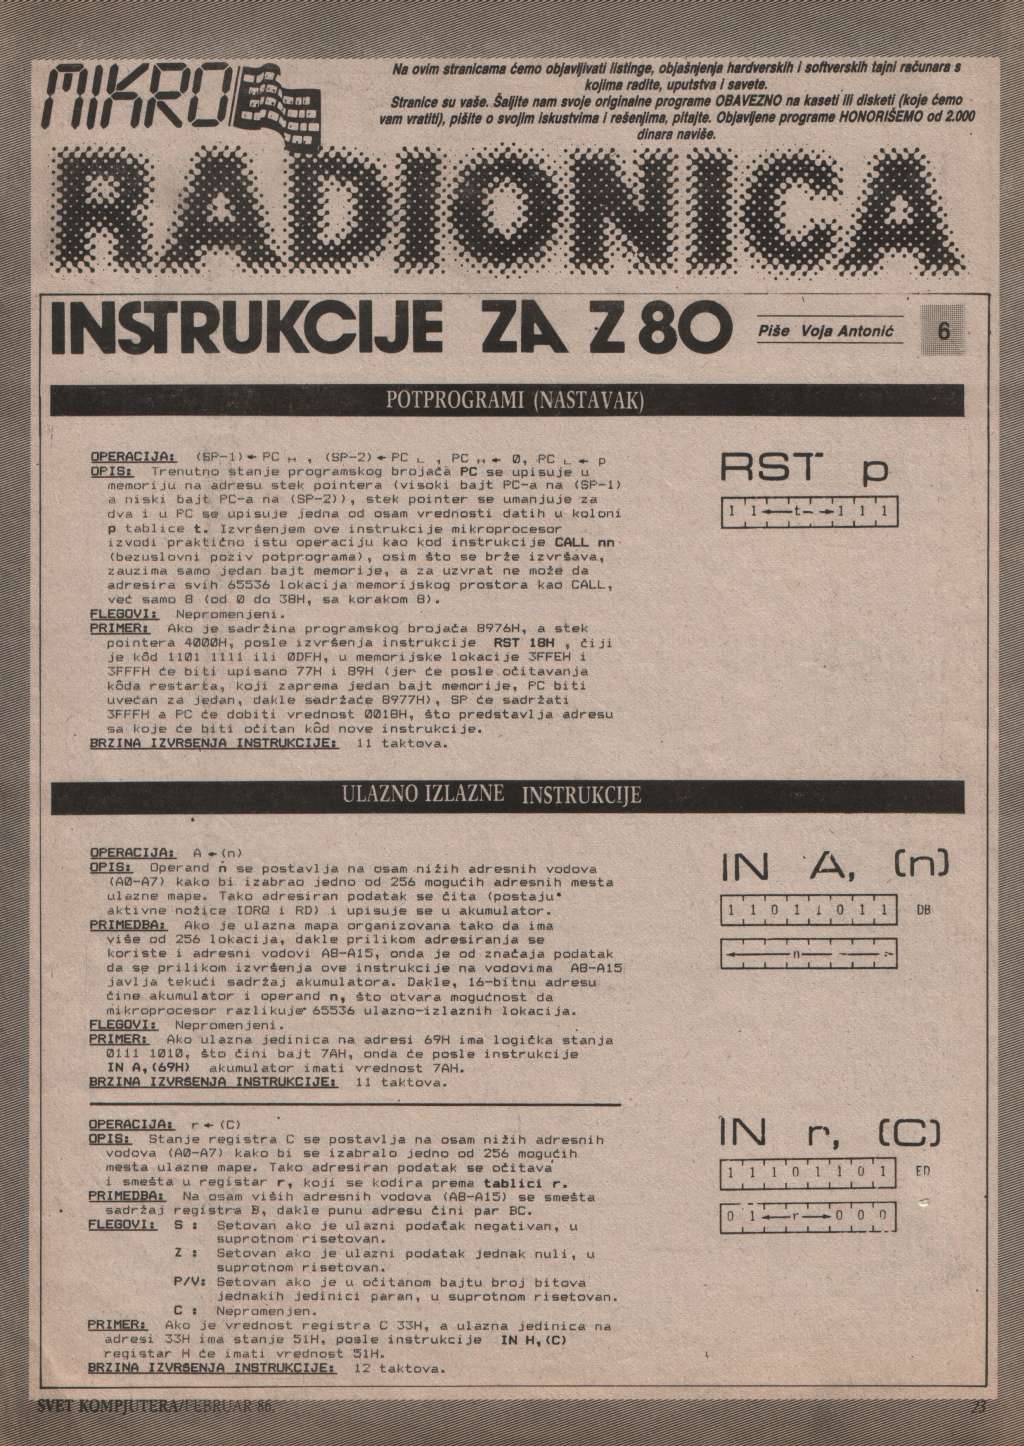 MIKRO
RADIONICA
Na ovim stranicama ćemo objavljivati listinge, objašnjenja hardverskih i softverskih tajni računara s
kojima radite, uputstva i savete.
Stranice su vaše. Šaljite nam svoje originalne programe OBAVEZNO na kaseti ili disketi (koje ćemo
vam vratiti), pišite o svojim iskustvima i rešenjima, pitajte. Objavljene programe HONORIŠEMO od 2.000
dinara naviše.
INSTRUKCIJE ZA Z80
Piše Voja Antonić
6
POTPROGRAMI (NASTAVAK)
OPERACIJA: (SP-1)← PC H , (SP-2)← PC L , PC H ← 0, PC L ← p
OPIS: Trenutno stanje programskog brojača PC se upisuje u
memoriju na adresu stek pointera (visoki bajt PC-a na (SP-1)
a niski bajt PC-a na (SP-2)), stek pointer se umanjuje za
dva i u PC se upisuje jedna od osam vrednosti datih u koloni
p tablice t. Izvršenjem ove instrukcije mikroprocesor
izvodi praktično istu operaciju kao kod instrukcije CALL nn
(bezuslovni poziv potprograma), osim što se brže izvršava,
zauzima samo jedan bajt memorije, a za uzvrat ne može da
adresira svih 65536 lokacija memorijskog prostora kao CALL,
već samo 8 (od 0 do 38H, sa korakom 8).
FLEGOVI: Nepromenjeni.
PRIMER: Ako je sadržina programskog brojača 8976H, a stek
pointera 4000H, posle izvršenja instrukcije RST 18H , čiji
je kôd 1101 1111 ili 0DFH, u memorijske lokacije 3FFEH i
3FFFH će biti upisano 77H i 89H (jer će posle očitavanja
kôda restarta, koji zaprema jedan bajt memorije, PC biti
uvećan za jedan, dakle sadržaće 8977H), SP će sadržati
3FFFH a PC će dobiti vrednost 0018H, što predstavlja adresu
sa koje će biti očitan kôd nove instrukcije.
BRZINA IZVRSENJA INSTRUKCIJE: 11 taktova.
RST p
1 1 ←t→ 1 1 1
ULAZNO IZLAZNE INSTRUKCIJE
OPERACIJA: A ←(n)
OPIS: Operand n se postavlja na osam nižih adresnih vodova
(A0-A7) kako bi izabrao jedno od 256 mogućih adresnih mesta
ulazne mape. Tako adresiran podatak se čita (postaju
aktivne nožice IORQ i RD) i upisuje se u akumulator.
PRIMEDBA: Ako je ulazna mapa organizovana tako da ima
više od 256 lokacija, dakle prilikom adresiranja se
koriste i adresni vodovi A8-A15, onda je od značaja podatak
da se prilikom izvršenja ove instrukcije na vodovima A8-A15
javlja tekući sadržaj akumulatora. Dakle, 16-bitnu adresu
čine akumulator i operand n, što otvara mogućnost da
mikroprocesor razlikuje 65536 ulazno-izlaznih lokacija.
FLEGOVI: Nepromenjeni.
PRIMER: Ako ulazna jedinica na adresi 69H ima logička stanja
0111 1010, što čini bajt 7AH, onda će posle instrukcije
IN A,(69H) akumulator imati vrednost 7AH.
BRZINA IZVRSENJA INSTRUKCIJE: 11 taktova.
IN A, (n)
1 1 0 1 1 0 1 1 DB
←n→
OPERACIJA: r ← (C)
OPIS: Stanje registra C se postavlja na osam nižih adresnih
vodova (A0-A7) kako bi se izabralo jedno od 256 mogućih
mesta ulazne mape. Tako adresiran podatak se očitava
i smešta u registar r, koji se kodira prema tablici r.
PRIMEDBA: Na osam viših adresnih vodova (A8-A15) se smešta
sadržaj registra B, dakle punu adresu čini par BC.
FLEGOVI: S : Setovan ako je ulazni podatak negativan, u
suprotnom risetovan.
Z : Setovan ako je ulazni podatak jednak nuli, u
suprotnom risetovan.
P/V: Setovan ako je u očitanom bajtu broj bitova
jednakih jedinici paran, u suprotnom risetovan.
C : Nepromenjen.
PRIMER: Ako je vrednost registra C 33H, a ulazna jedinica na
adresi 33H ima stanje 51H, posle instrukcije IN H,(C)
registar H će imati vrednost 51H.
BRZINA IZVRSENJA INSTRUKCIJE: 12 taktova.
IN r, (C)
1 1 1 0 1 1 0 1 ED
0 1 ←r→ 0 0 0
SVET KOMPJUTERA/FEBRUAR 86.
23